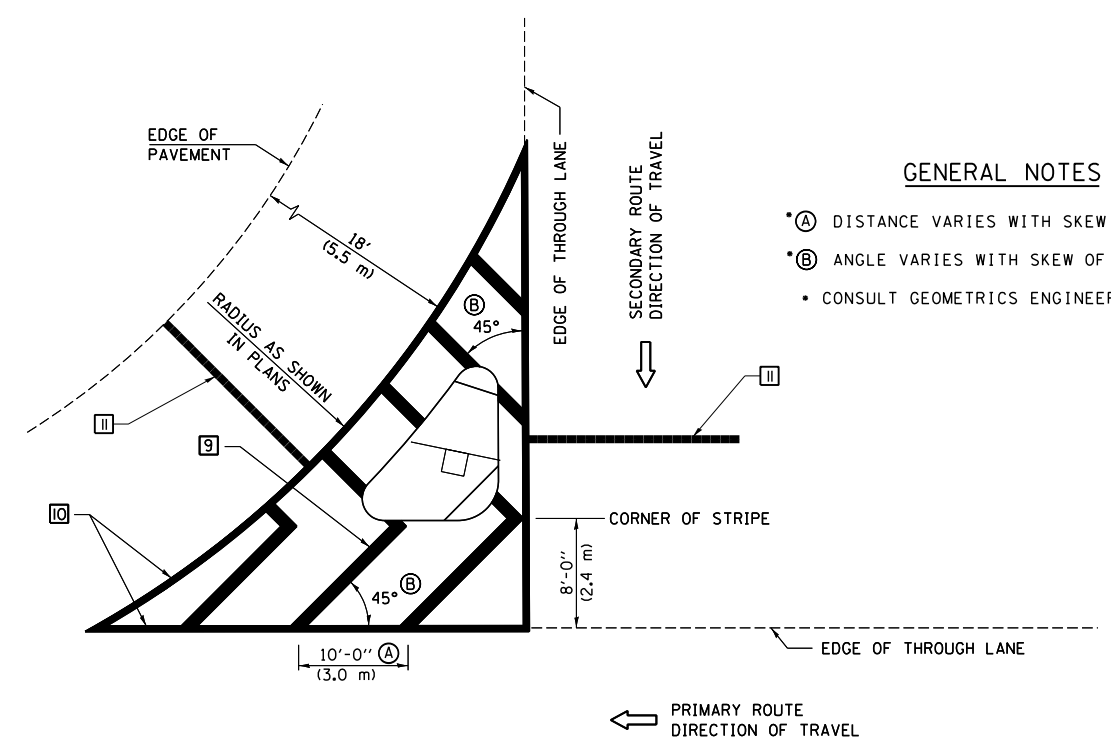 EDGE OF
PAVEMENT
18'
(5.5 m)
RADIUS AS SHOWN
IN PLANS
EDGE OF THROUGH LANE
SECONDARY ROUTE
DIRECTION OF TRAVEL
GENERAL NOTES
*Ⓐ DISTANCE VARIES WITH SKEW
*Ⓑ ANGLE VARIES WITH SKEW OF
* CONSULT GEOMETRICS ENGINEER
Ⓑ
45°
11
11
9
10
CORNER OF STRIPE
8'-0"
(2.4 m)
45° Ⓑ
10'-0" Ⓐ
(3.0 m)
EDGE OF THROUGH LANE
PRIMARY ROUTE
DIRECTION OF TRAVEL